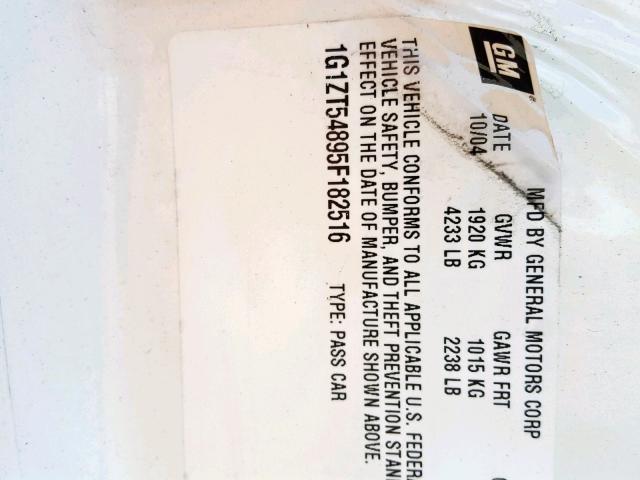 GM®
MFD BY GENERAL MOTORS CORP
DATE GVWR GAWR FRT
10/04 1920 KG 1015 KG
4233 LB 2238 LB
THIS VEHICLE CONFORMS TO ALL APPLICABLE U.S.
VEHICLE SAFETY, BUMPER, AND THEFT PREVENTION
EFFECT ON THE DATE OF MANUFACTURE SHOWN ABOVE.
1G1ZT54895F182516 TYPE: PASS CAR